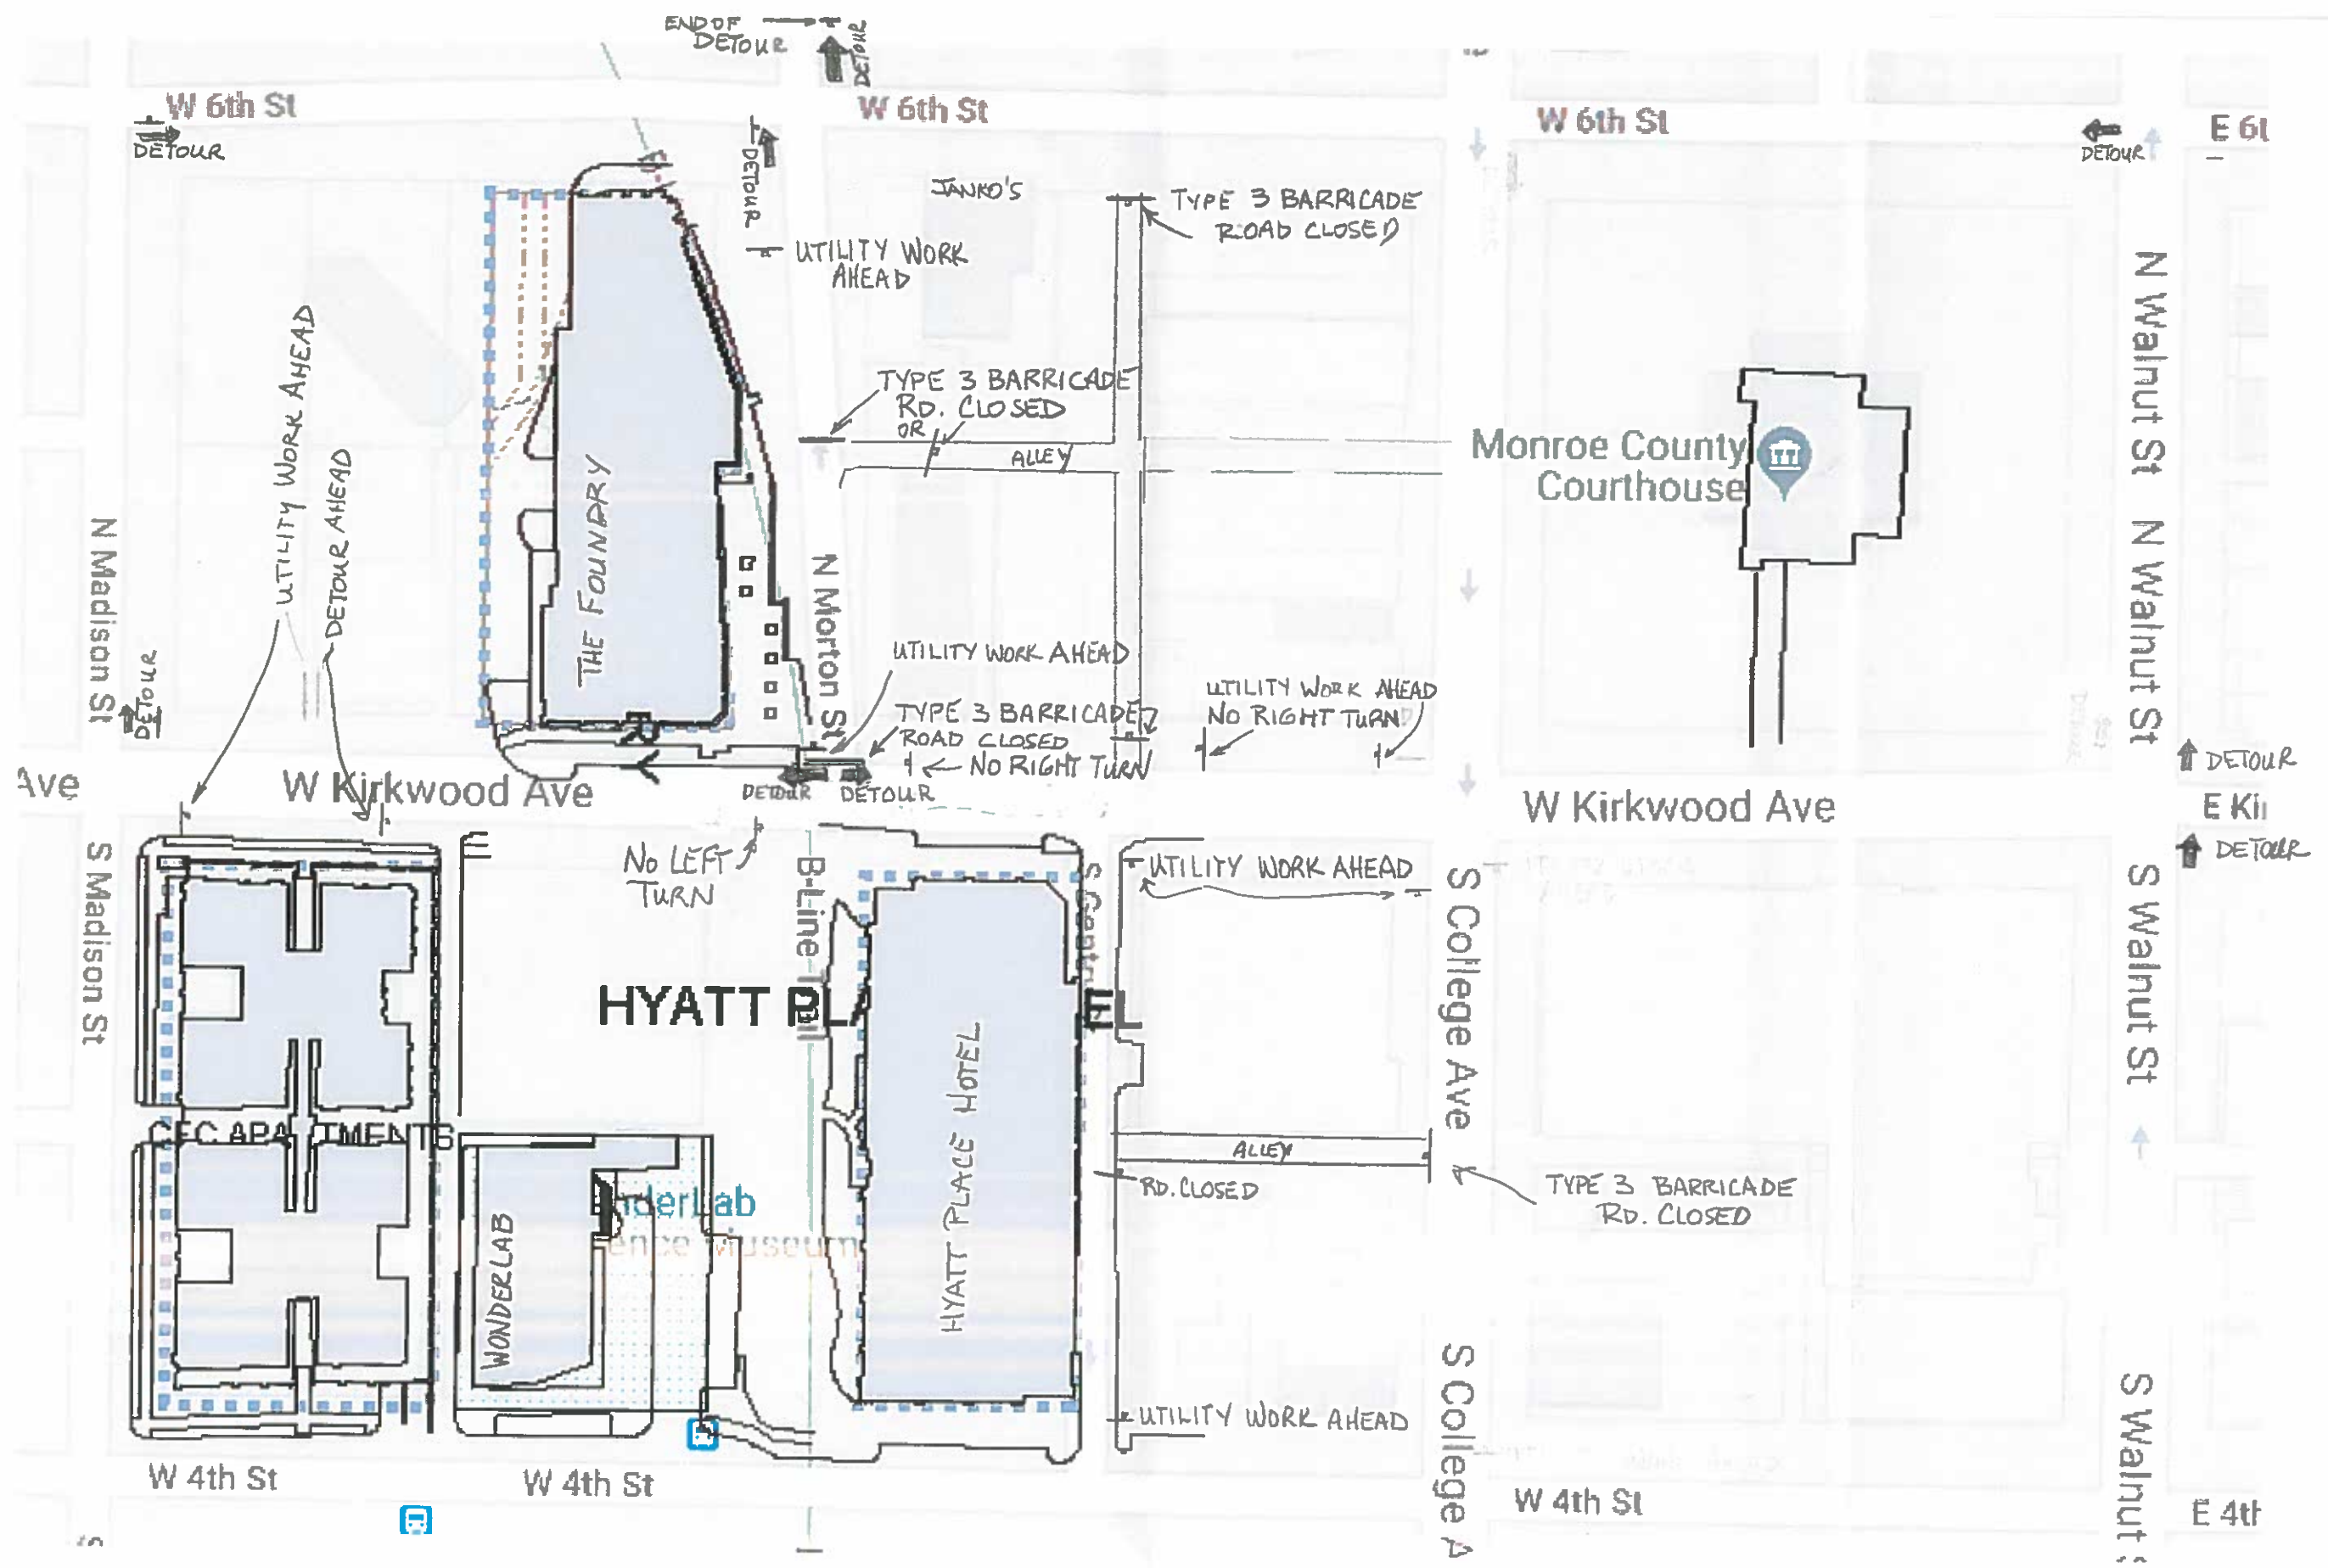 END OF
DETOUR
DETOUR
W 6th St
DETOUR
W 6th St
W 6th St
DETOUR
E 6t
DETOUR
JANKO'S
TYPE 3 BARRICADE
ROAD CLOSED
UTILITY WORK
AHEAD
N Walnut St
N Walnut St
UTILITY WORK AHEAD
DETOUR AHEAD
TYPE 3 BARRICADE
RD. CLOSED
OR
ALLEY
Monroe County
Courthouse
THE FOUNDRY
N Madison St
DETOUR
N Morton St
UTILITY WORK AHEAD
TYPE 3 BARRICADE
ROAD CLOSED
NO RIGHT TURN
UTILITY WORK AHEAD
NO RIGHT TURN
DETOUR
DETOUR
DETOUR
Ave
W Kirkwood Ave
W Kirkwood Ave
E Ki
DETOUR
S Madison St
NO LEFT
TURN
B-Line
UTILITY WORK AHEAD
S College Ave
S Walnut St
HYATT PLA
EL
HYATT PLACE HOTEL
ALLEY
RD. CLOSED
TYPE 3 BARRICADE
RD. CLOSED
WONDERLAB
nderLab
ence Museum
UTILITY WORK AHEAD
S College A
S Walnut S
W 4th St
W 4th St
W 4th St
E 4th